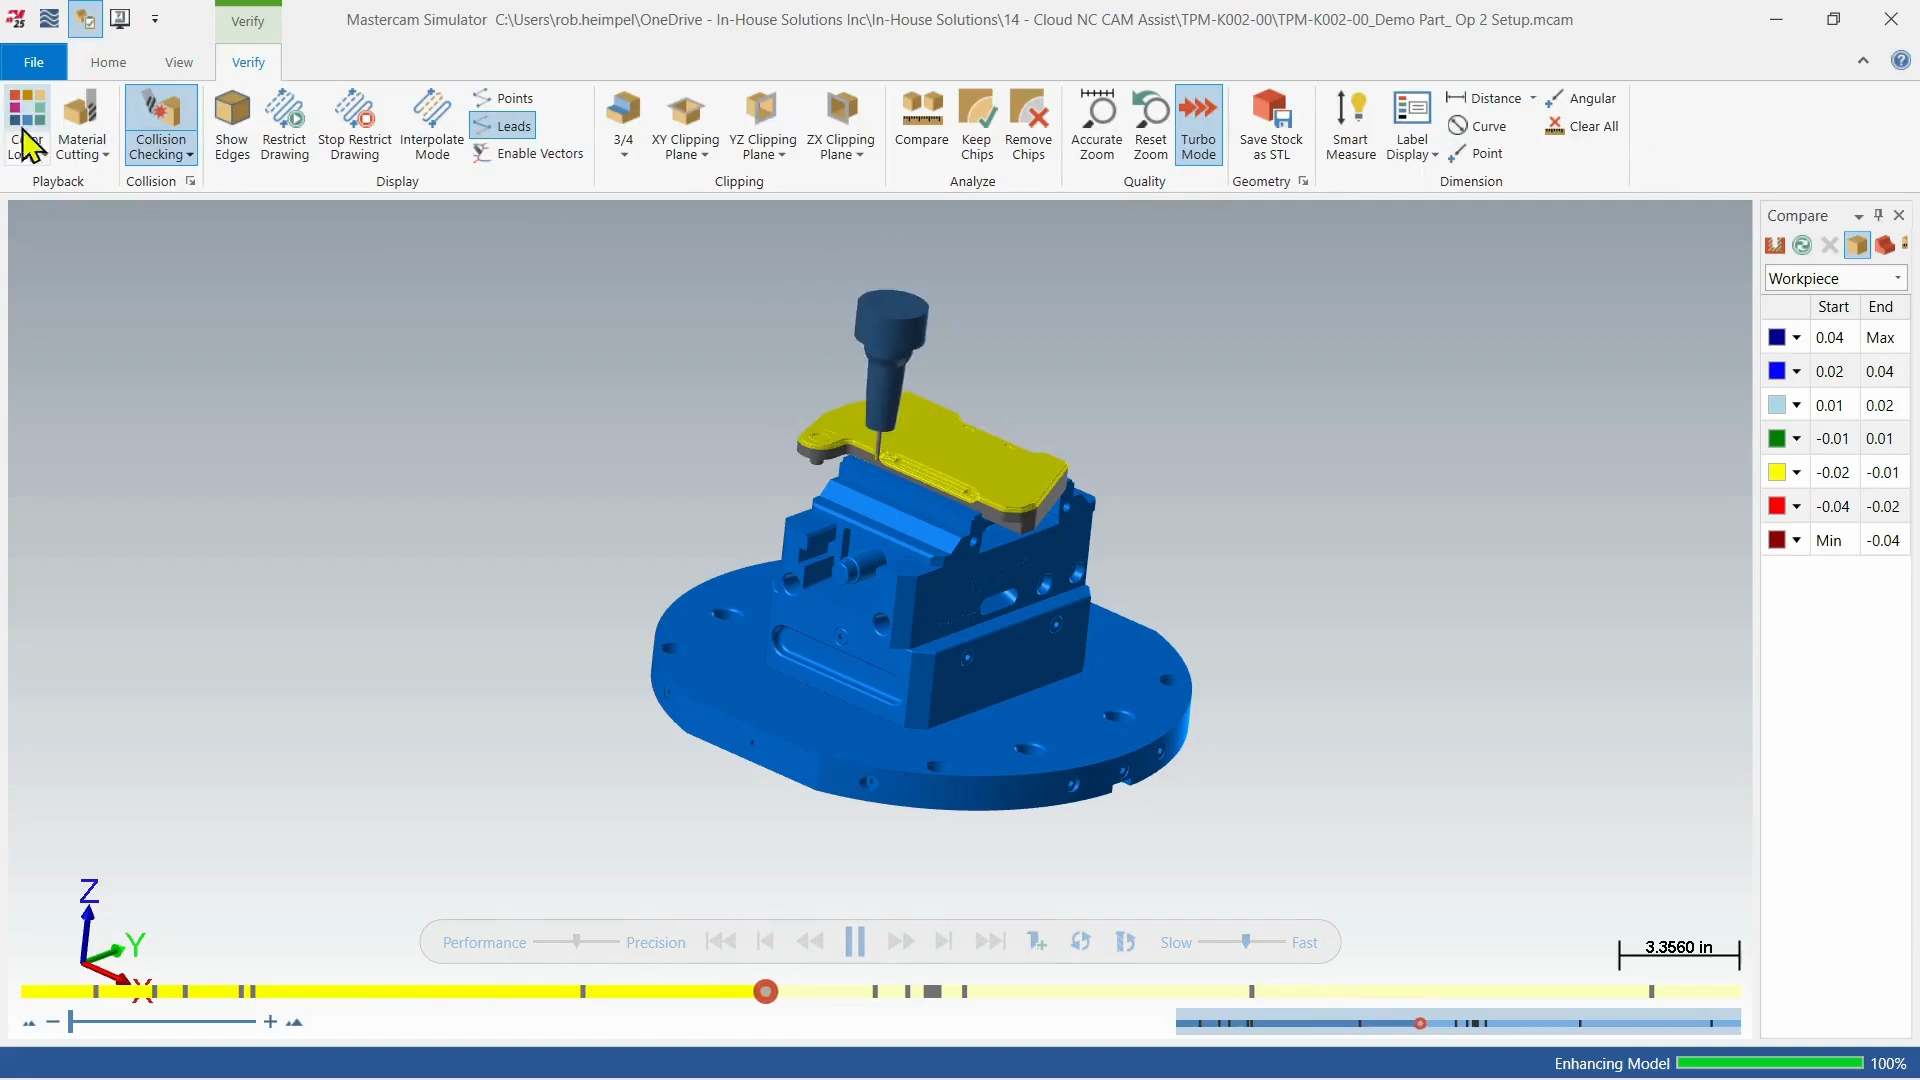 Verify
Mastercam Simulator C:\Users\rob.heimpel\OneDrive - In-House Solutions Inc\In-House Solutions\14 - Cloud NC CAM Assist\TPM-K002-00\TPM-K002-00_Demo Part_ Op 2 Setup.mcam
File
Home
View
Verify
Material Cutting
Playback
Collision Checking
Collision
Show Edges
Restrict Drawing
Stop Restrict Drawing
Interpolate Mode
Points
Leads
Enable Vectors
Display
3/4
XY Clipping Plane
YZ Clipping Plane
ZX Clipping Plane
Clipping
Compare
Keep Chips
Remove Chips
Analyze
Accurate Zoom
Reset Zoom
Turbo Mode
Quality
Save Stock as STL
Geometry
Smart Measure
Label Display
Distance
Curve
Point
Angular
Clear All
Dimension
Compare
Workpiece
Start End
0.04 Max
0.02 0.04
0.01 0.02
-0.01 0.01
-0.02 -0.01
-0.04 -0.02
Min -0.04
Z
Y
X
Performance
Precision
Slow
Fast
3.3560 in
Enhancing Model
100%